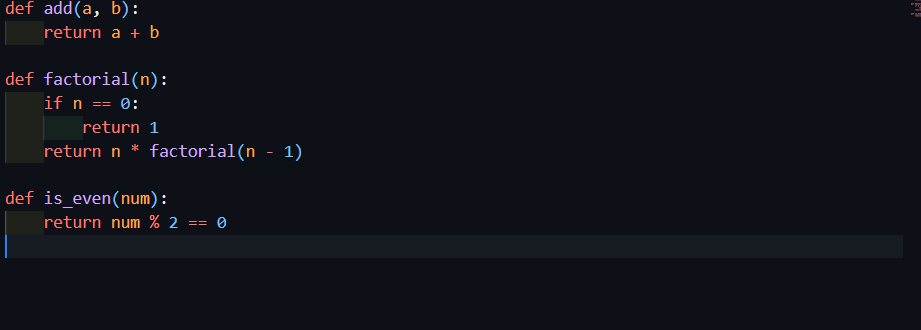 def add(a, b):
    return a + b

def factorial(n):
    if n == 0:
        return 1
    return n * factorial(n - 1)

def is_even(num):
    return num % 2 == 0